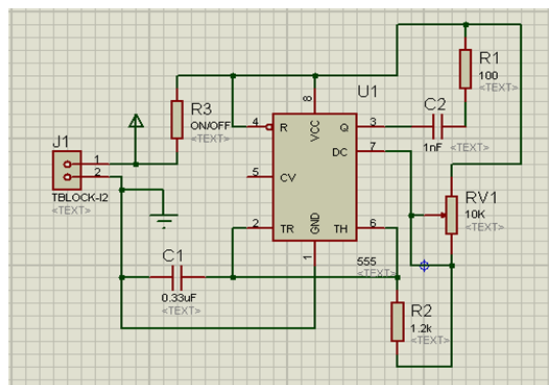 R1
100
<TEXT>
U1
C2
1nF
<TEXT>
R3
ON/OFF
<TEXT>
8
4
R
VCC
Q
3
DC
7
J1
1
2
TBLOCK-I2
<TEXT>
5
CV
RV1
10K
<TEXT>
2
TR
GND
TH
6
1
555
<TEXT>
C1
0.33uF
<TEXT>
R2
1.2k
<TEXT>